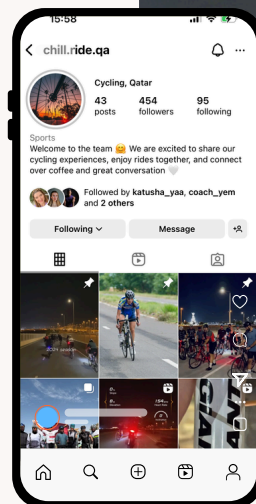 15:58
chill.ride.qa
Cycling, Qatar
43
posts
454
followers
95
following
Sports
Welcome to the team 🤗 We are excited to share our
cycling experiences, enjoy rides together, and connect
over coffee and great conversation 🤍
Followed by katusha_yaa, coach_yem
and 2 others
Following
Message
GIAN